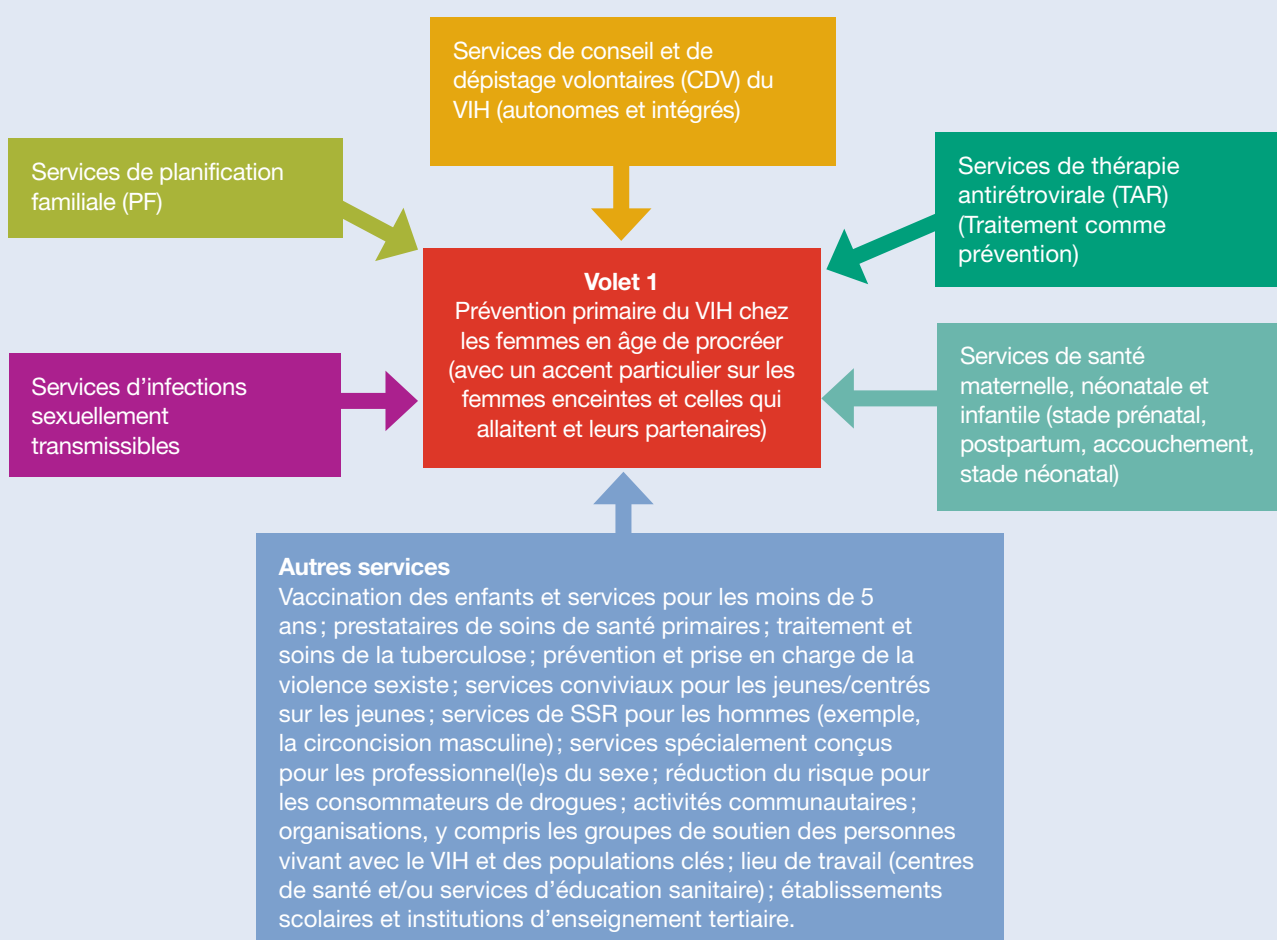 Services de conseil et de
dépistage volontaires (CDV) du
VIH (autonomes et intégrés)
Services de planification
familiale (PF)
Services de thérapie
antirétrovirale (TAR)
(Traitement comme
prévention)
Volet 1
Prévention primaire du VIH chez
les femmes en âge de procréer
(avec un accent particulier sur les
femmes enceintes et celles qui
allaitent et leurs partenaires)
Services d’infections
sexuellement
transmissibles
Services de santé
maternelle, néonatale et
infantile (stade prénatal,
postpartum, accouchement,
stade néonatal)
Autres services
Vaccination des enfants et services pour les moins de 5
ans ; prestataires de soins de santé primaires ; traitement et
soins de la tuberculose ; prévention et prise en charge de la
violence sexiste ; services conviviaux pour les jeunes/centrés
sur les jeunes ; services de SSR pour les hommes (exemple,
la circoncision masculine) ; services spécialement conçus
pour les professionnel(le)s du sexe ; réduction du risque pour
les consommateurs de drogues ; activités communautaires ;
organisations, y compris les groupes de soutien des personnes
vivant avec le VIH et des populations clés ; lieu de travail (centres
de santé et/ou services d’éducation sanitaire) ; établissements
scolaires et institutions d’enseignement tertiaire.